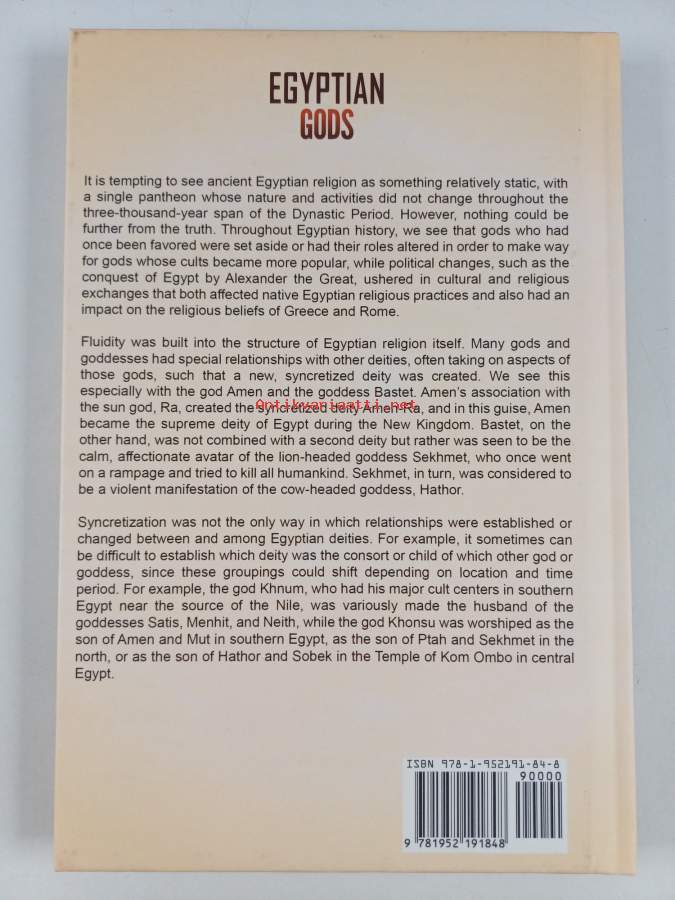 EGYPTIAN
GODS
It is tempting to see ancient Egyptian religion as something relatively static, with
a single pantheon whose nature and activities did not change throughout the
three-thousand-year span of the Dynastic Period. However, nothing could be
further from the truth. Throughout Egyptian history, we see that gods who had
once been favored were set aside or had their roles altered in order to make way
for gods whose cults became more popular, while political changes, such as the
conquest of Egypt by Alexander the Great, ushered in cultural and religious
exchanges that both affected native Egyptian religious practices and also had an
impact on the religious beliefs of Greece and Rome.
Fluidity was built into the structure of Egyptian religion itself. Many gods and
goddesses had special relationships with other deities, often taking on aspects of
those gods, such that a new, syncretized deity was created. We see this
especially with the god Amen and the goddess Bastet. Amen's association with
the sun god, Ra, created the syncretized deity Amen-Ra, and in this guise, Amen
Antikvariaatti.net
became the supreme deity of Egypt during the New Kingdom. Bastet, on the
other hand, was not combined with a second deity but rather was seen to be the
calm, affectionate avatar of the lion-headed goddess Sekhmet, who once went
on a rampage and tried to kill all humankind. Sekhmet, in turn, was considered to
be a violent manifestation of the cow-headed goddess, Hathor.
Syncretization was not the only way in which relationships were established or
changed between and among Egyptian deities. For example, it sometimes can
be difficult to establish which deity was the consort or child of which other god or
goddess, since these groupings could shift depending on location and time
period. For example, the god Khnum, who had his major cult centers in southern
Egypt near the source of the Nile, was variously made the husband of the
goddesses Satis, Menhit, and Neith, while the god Khonsu was worshiped as the
son of Amen and Mut in southern Egypt, as the son of Ptah and Sekhmet in the
north, or as the son of Hathor and Sobek in the Temple of Kom Ombo in central
Egypt.
ISBN 978-1-952191-84-8
90000
9 781952 191848